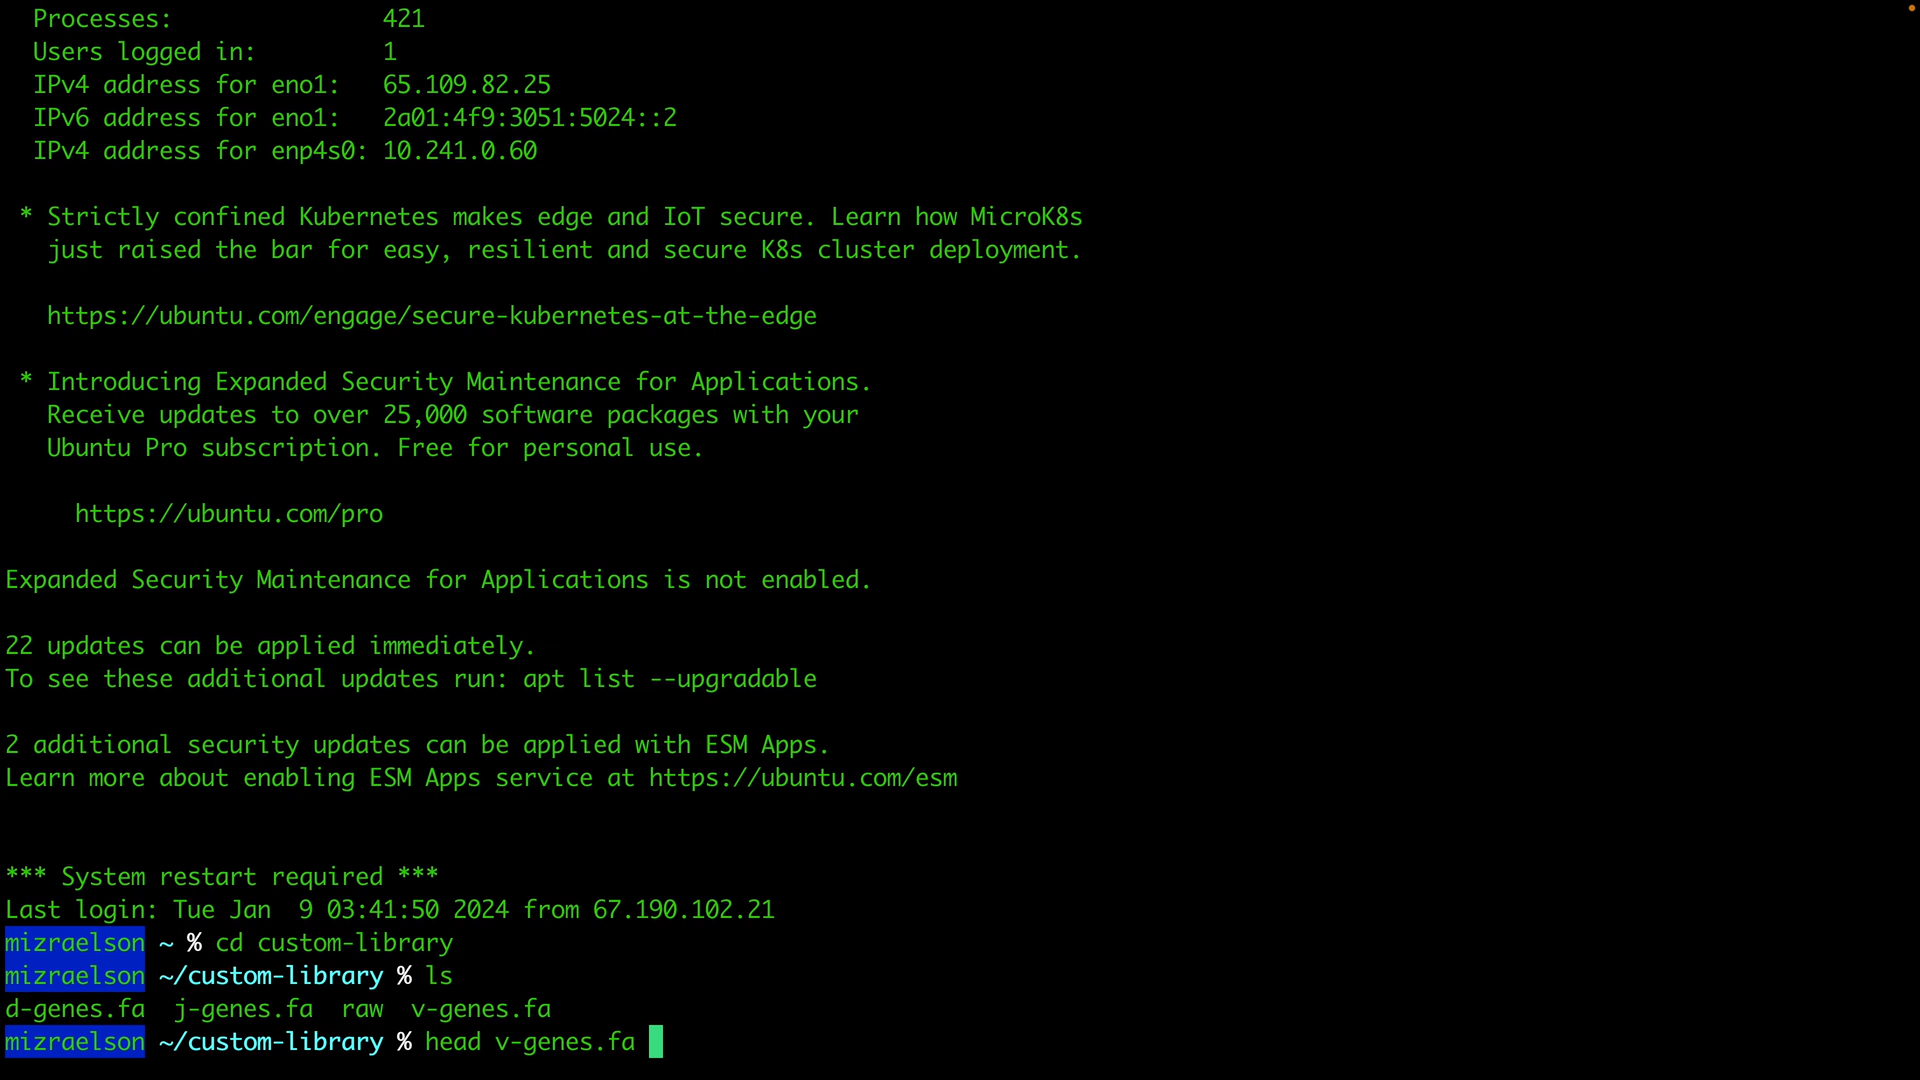 Processes: 421
Users logged in: 1
IPv4 address for eno1: 65.109.82.25
IPv6 address for eno1: 2a01:4f9:3051:5024::2
IPv4 address for enp4s0: 10.241.0.60
* Strictly confined Kubernetes makes edge and IoT secure. Learn how MicroK8s
just raised the bar for easy, resilient and secure K8s cluster deployment.
https://ubuntu.com/engage/secure-kubernetes-at-the-edge
* Introducing Expanded Security Maintenance for Applications.
Receive updates to over 25,000 software packages with your
Ubuntu Pro subscription. Free for personal use.
https://ubuntu.com/pro
Expanded Security Maintenance for Applications is not enabled.
22 updates can be applied immediately.
To see these additional updates run: apt list --upgradable
2 additional security updates can be applied with ESM Apps.
Learn more about enabling ESM Apps service at https://ubuntu.com/esm
*** System restart required ***
Last login: Tue Jan  9 03:41:50 2024 from 67.190.102.21
mizraelson ~ % cd custom-library
mizraelson ~/custom-library % ls
d-genes.fa  j-genes.fa  raw  v-genes.fa
mizraelson ~/custom-library % head v-genes.fa